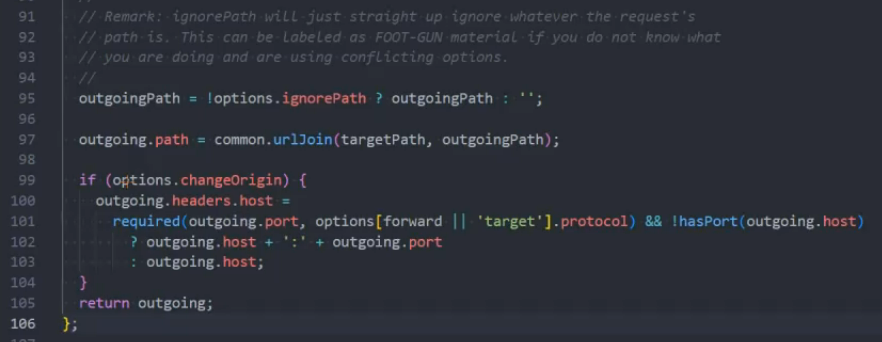 91 // Remark: ignorePath will just straight up ignore whatever the request's
92 // path is. This can be labeled as FOOT-GUN material if you do not know what
93 // you are doing and are using conflicting options.
94 //
95 outgoingPath = !options.ignorePath ? outgoingPath : '';
96
97 outgoing.path = common.urlJoin(targetPath, outgoingPath);
98
99 if (options.changeOrigin) {
100 outgoing.headers.host =
101 required(outgoing.port, options[forward || 'target'].protocol) && !hasPort(outgoing.host)
102 ? outgoing.host + ':' + outgoing.port
103 : outgoing.host;
104 }
105 return outgoing;
106 };